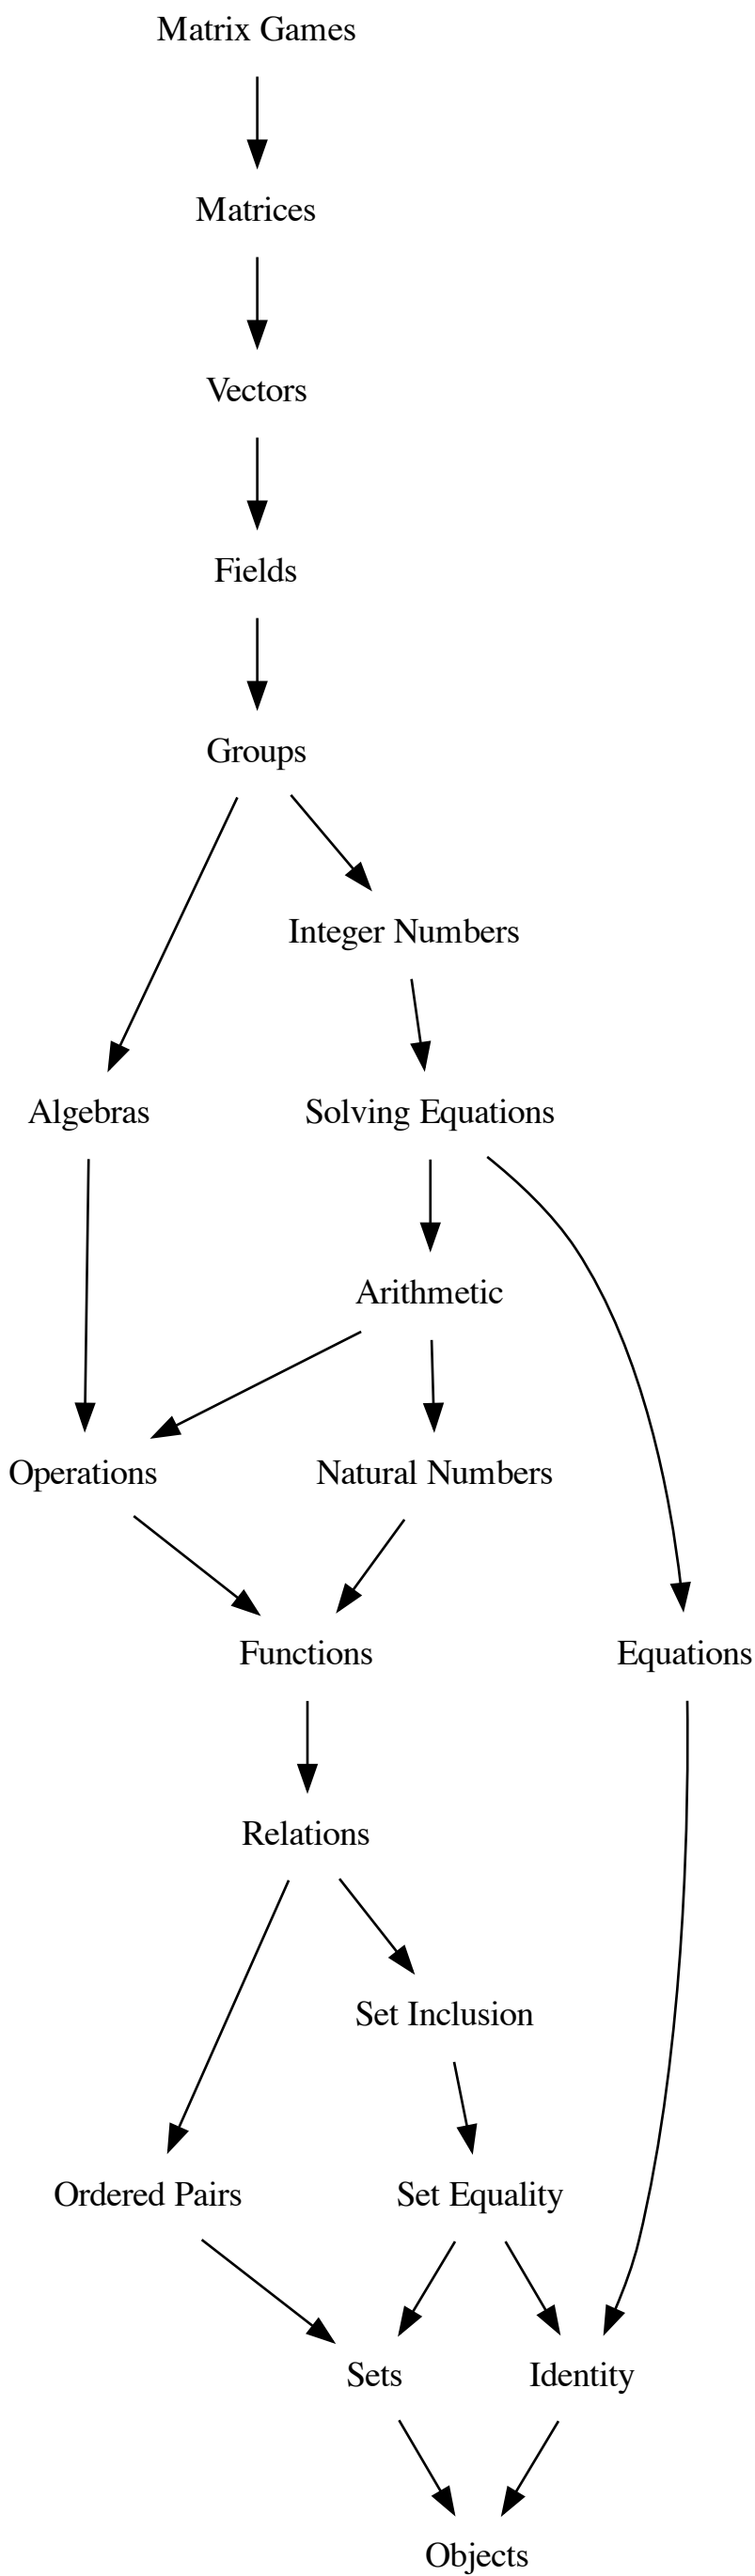 Matrix Games
Matrices
Vectors
Fields
Groups
Integer Numbers
Algebras
Solving Equations
Arithmetic
Operations
Natural Numbers
Functions
Equations
Relations
Set Inclusion
Ordered Pairs
Set Equality
Sets
Identity
Objects